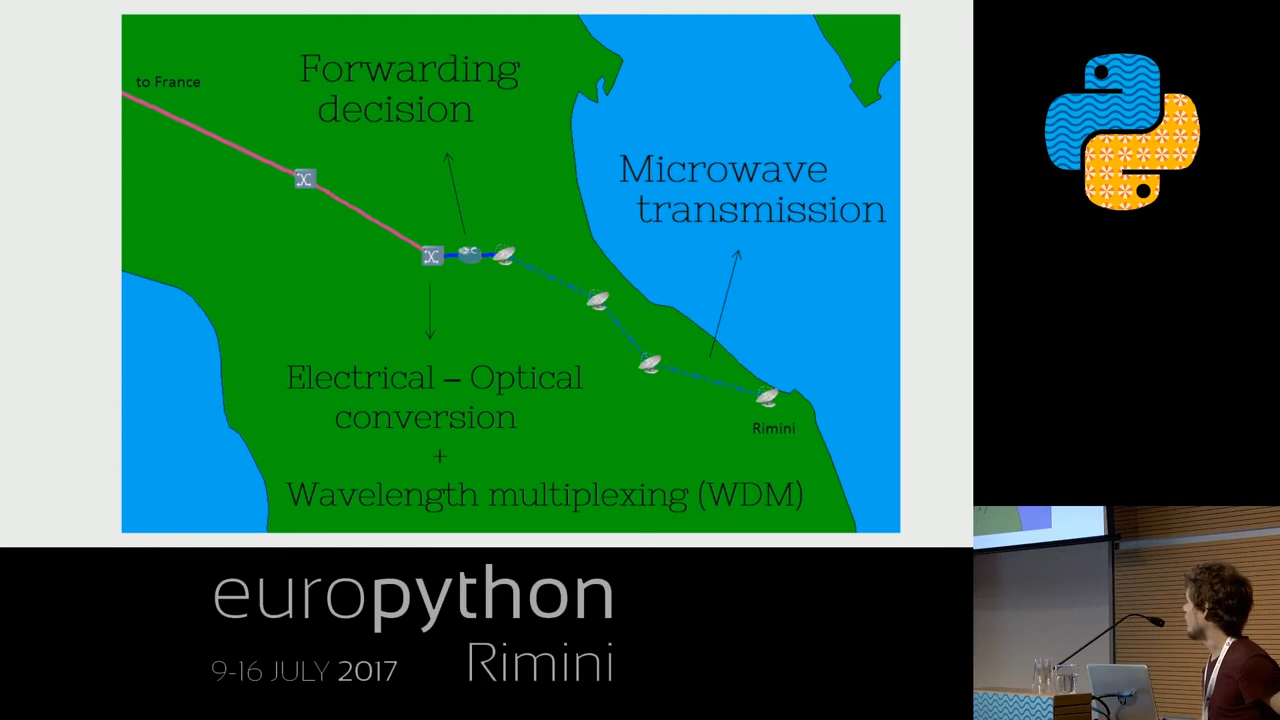 to France
Forwarding
decision
Microwave
transmission
Electrical – Optical
conversion
+
Wavelength multiplexing (WDM)
Rimini
europython
Rimini
9-16 JULY 2017